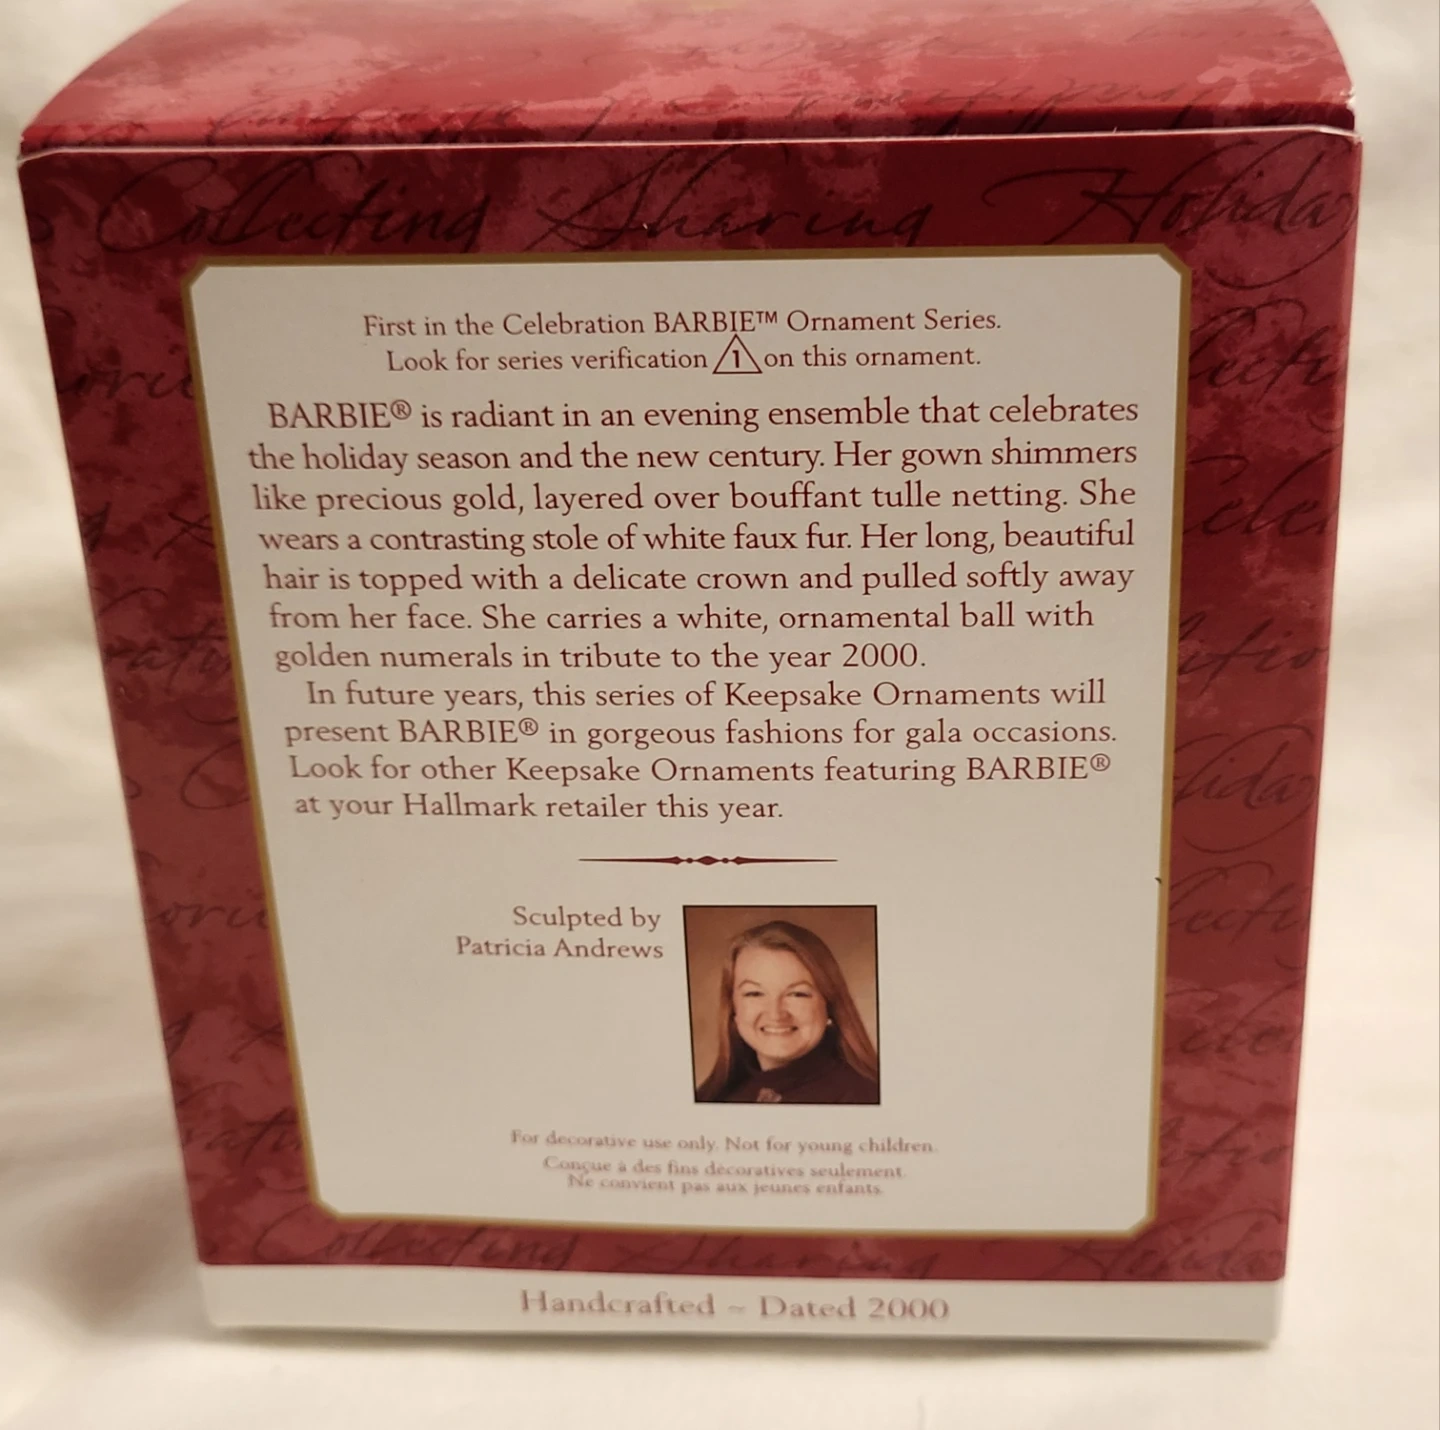 Collecting Sharing Holiday
First in the Celebration BARBIE™ Ornament Series.
Look for series verification 1 on this ornament.
BARBIE® is radiant in an evening ensemble that celebrates
the holiday season and the new century. Her gown shimmers
like precious gold, layered over bouffant tulle netting. She
wears a contrasting stole of white faux fur. Her long, beautiful
hair is topped with a delicate crown and pulled softly away
from her face. She carries a white, ornamental ball with
golden numerals in tribute to the year 2000.
In future years, this series of Keepsake Ornaments will
present BARBIE® in gorgeous fashions for gala occasions.
Look for other Keepsake Ornaments featuring BARBIE®
at your Hallmark retailer this year.
Sculpted by
Patricia Andrews
For decorative use only. Not for young children.
Conçue à des fins décoratives seulement.
Ne convient pas aux jeunes enfants.
Collecting Sharing Holiday
Handcrafted ~ Dated 2000